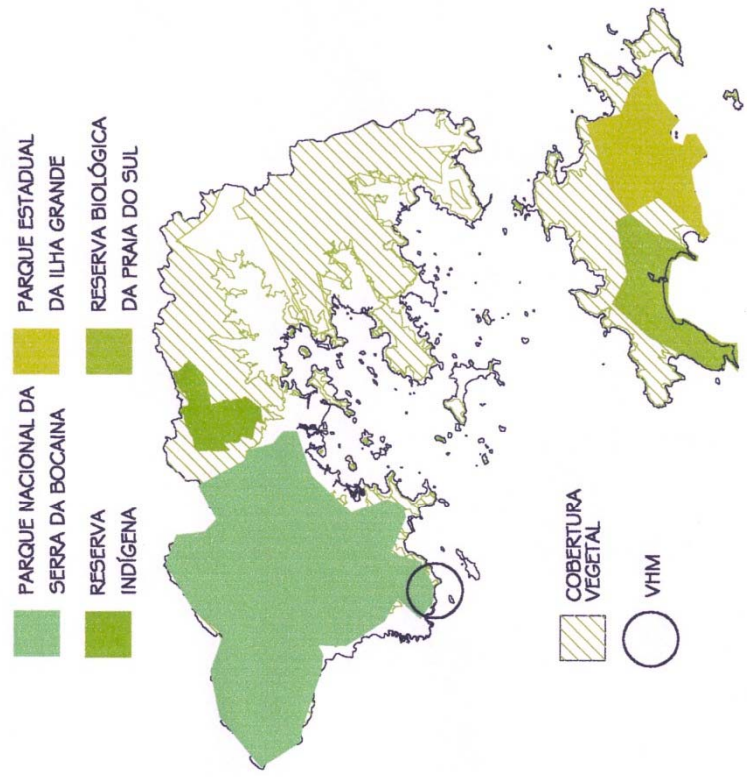 PARQUE NACIONAL DA
SERRA DA BOCAINA
RESERVA
INDÍGENA
PARQUE ESTADUAL
DA ILHA GRANDE
RESERVA BIOLÓGICA
DA PRAIA DO SUL
COBERTURA
VEGETAL
VHM